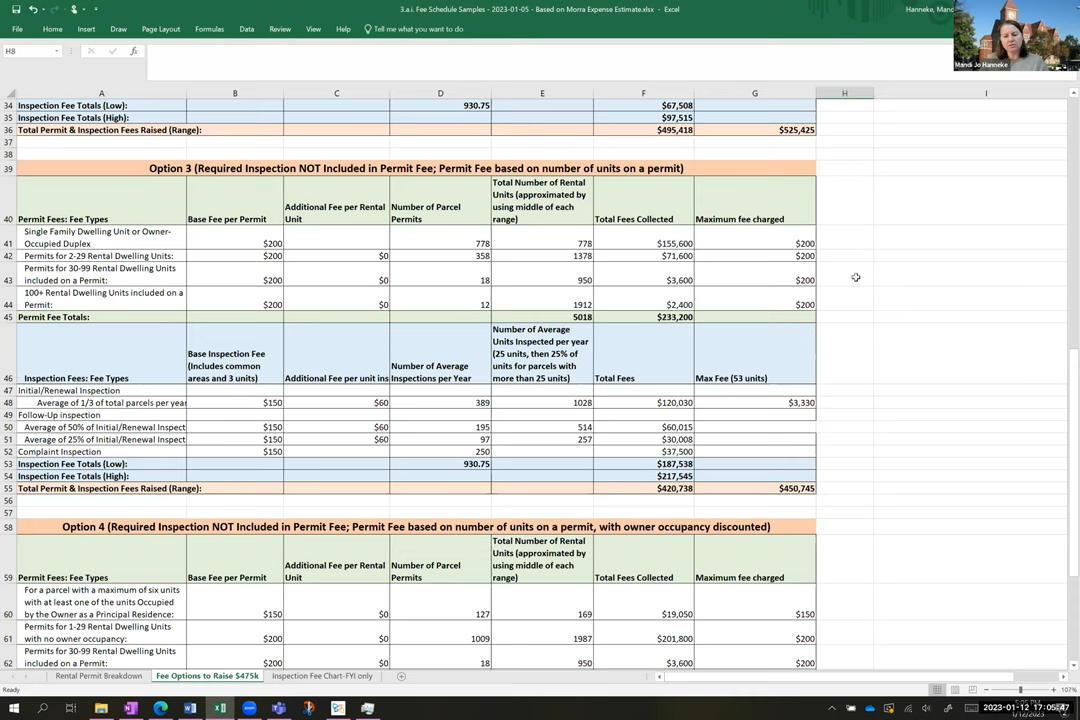 3.a.i. Fee Schedule Samples - 2023-01-05 - Based on Morra Expense Estimate.xlsx - Excel
Hanneke, Mand
File Home Insert Draw Page Layout Formulas Data Review View Help Tell me what you want to do
Mandi Jo Hanneke
H8 fx
A B C D E F G H I
34 Inspection Fee Totals (Low): 930.75 $67,508
35 Inspection Fee Totals (High): $97,515
36 Total Permit & Inspection Fees Raised (Range): $495,418 $525,425
37
38
39 Option 3 (Required Inspection NOT Included in Permit Fee; Permit Fee based on number of units on a permit)
Total Number of Rental
Units (approximated by
Additional Fee per Rental Number of Parcel using middle of each
40 Permit Fees: Fee Types Base Fee per Permit Unit Permits range) Total Fees Collected Maximum fee charged
Single Family Dwelling Unit or Owner-
41 Occupied Duplex $200 778 778 $155,600 $200
42 Permits for 2-29 Rental Dwelling Units: $200 $0 358 1378 $71,600 $200
Permits for 30-99 Rental Dwelling Units
43 included on a Permit: $200 $0 18 950 $3,600 $200
100+ Rental Dwelling Units included on a
44 Permit: $200 $0 12 1912 $2,400 $200
45 Permit Fee Totals: 5018 $233,200
Number of Average
Units Inspected per year
Base Inspection Fee (25 units, then 25% of
(Includes common Number of Average units for parcels with
46 Inspection Fees: Fee Types areas and 3 units) Additional Fee per unit ins Inspections per Year more than 25 units) Total Fees Max Fee (53 units)
47 Initial/Renewal Inspection
48 Average of 1/3 of total parcels per year $150 $60 389 1028 $120,030 $3,330
49 Follow-Up inspection
50 Average of 50% of Initial/Renewal Inspect $150 $60 195 514 $60,015
51 Average of 25% of Initial/Renewal Inspect $150 $60 97 257 $30,008
52 Complaint Inspection $150 250 $37,500
53 Inspection Fee Totals (Low): 930.75 $187,538
54 Inspection Fee Totals (High): $217,545
55 Total Permit & Inspection Fees Raised (Range): $420,738 $450,745
56
57
58 Option 4 (Required Inspection NOT Included in Permit Fee; Permit Fee based on number of units on a permit, with owner occupancy discounted)
Total Number of Rental
Units (approximated by
Additional Fee per Rental Number of Parcel using middle of each
59 Permit Fees: Fee Types Base Fee per Permit Unit Permits range) Total Fees Collected Maximum fee charged
For a parcel with a maximum of six units
with at least one of the units Occupied
60 by the Owner as a Principal Residence: $150 $0 127 169 $19,050 $150
Permits for 1-29 Rental Dwelling Units
61 with no owner occupancy: $200 $0 1009 1987 $201,800 $200
Permits for 30-99 Rental Dwelling Units
62 included on a Permit: $200 $0 18 950 $3,600 $200
Rental Permit Breakdown Fee Options to Raise $475k Inspection Fee Chart-FYI only
Ready 107%
2023-01-12 17:05:47